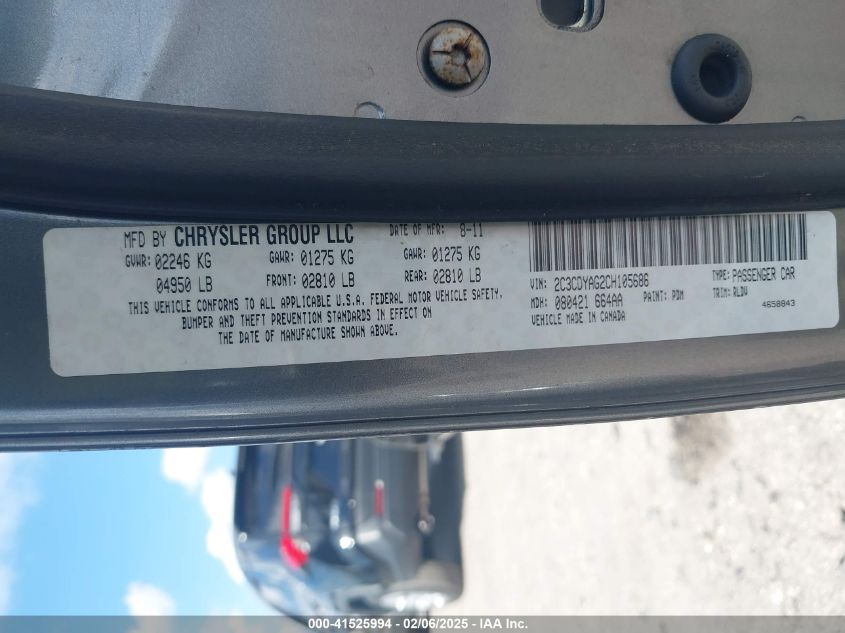 MFD BY CHRYSLER GROUP LLC DATE OF MFR: 8-11
GVWR: 02246 KG GAWR: 01275 KG GAWR: 01275 KG
04950 LB FRONT: 02810 LB REAR: 02810 LB
THIS VEHICLE CONFORMS TO ALL APPLICABLE U.S.A. FEDERAL MOTOR VEHICLE SAFETY,
BUMPER AND THEFT PREVENTION STANDARDS IN EFFECT ON
THE DATE OF MANUFACTURE SHOWN ABOVE.
VIN: 2C3CDYAG2CH105686 TYPE: PASSENGER CAR
MDH: 080421 664AA PAINT: PDM TRIM: RLDV
VEHICLE MADE IN CANADA 4658843
000-41525994 - 02/06/2025 - IAA Inc.